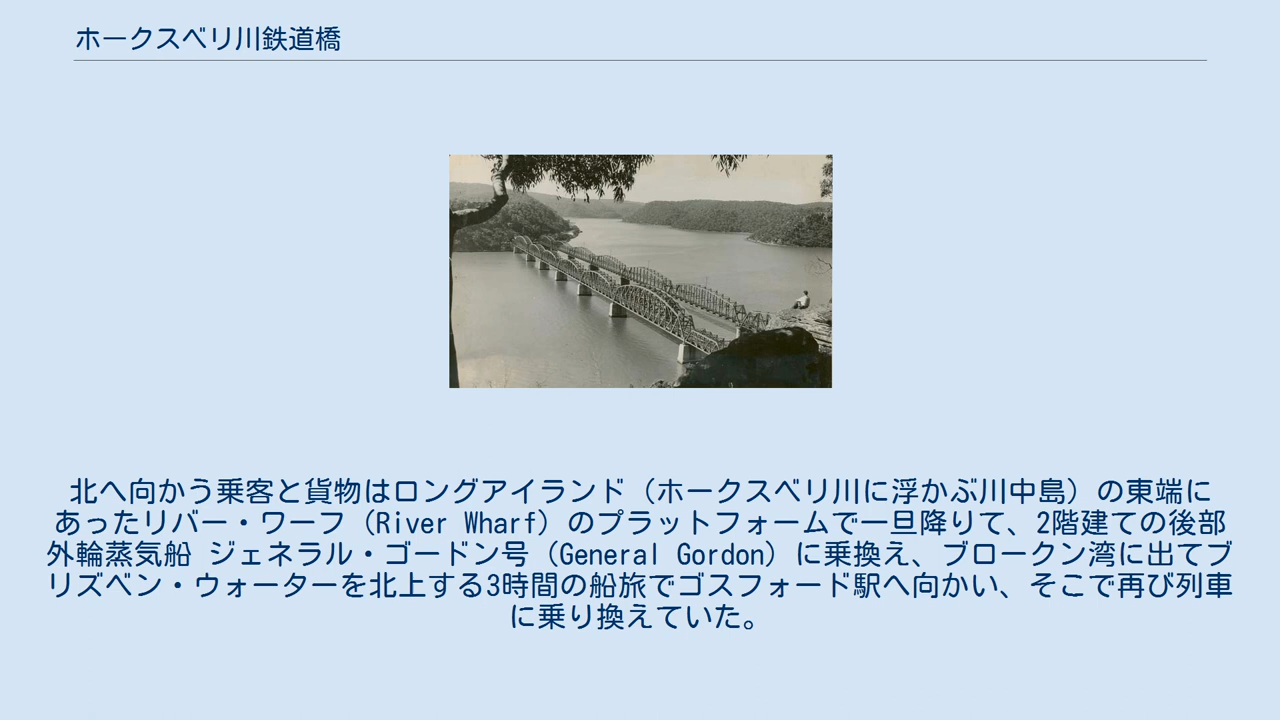 ホークスベリ川鉄道橋
北へ向かう乗客と貨物はロングアイランド（ホークスベリ川に浮かぶ川中島）の東端に
あったリバー・ワーフ（River Wharf）のプラットフォームで一旦降りて、2階建ての後部
外輪蒸気船 ジェネラル・ゴードン号（General Gordon）に乗換え、ブロークン湾に出てブ
リズベン・ウォーターを北上する3時間の船旅でゴスフォード駅へ向かい、そこで再び列車
に乗り換えていた。